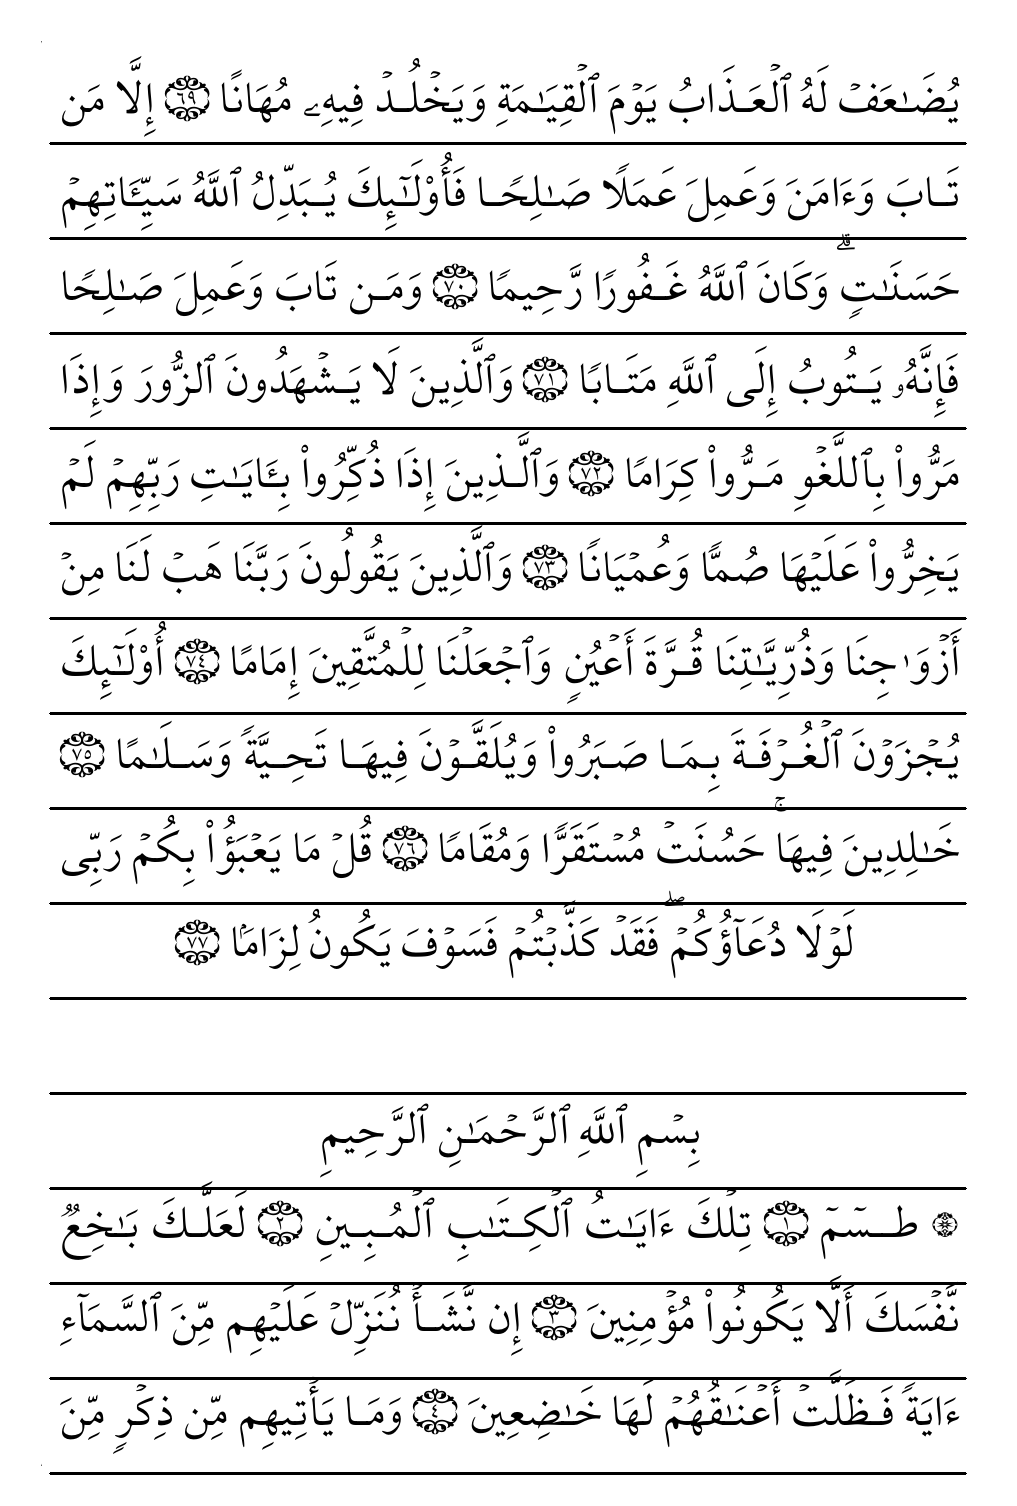 يُضَٰعَفۡ لَهُ ٱلۡعَذَابُ يَوۡمَ ٱلۡقِيَٰمَةِ وَيَخۡلُدۡ فِيهِۦ مُهَانًا ٦٩ إِلَّا مَن
تَابَ وَءَامَنَ وَعَمِلَ عَمَلًا صَٰلِحًا فَأُوْلَٰٓئِكَ يُبَدِّلُ ٱللَّهُ سَيِّـَٔاتِهِمۡ
حَسَنَٰتٍۗ وَكَانَ ٱللَّهُ غَفُورًا رَّحِيمًا ٧٠ وَمَن تَابَ وَعَمِلَ صَٰلِحًا
فَإِنَّهُۥ يَتُوبُ إِلَى ٱللَّهِ مَتَابًا ٧١ وَٱلَّذِينَ لَا يَشۡهَدُونَ ٱلزُّورَ وَإِذَا
مَرُّواْ بِٱللَّغۡوِ مَرُّواْ كِرَامًا ٧٢ وَٱلَّذِينَ إِذَا ذُكِّرُواْ بِـَٔايَٰتِ رَبِّهِمۡ لَمۡ
يَخِرُّواْ عَلَيۡهَا صُمًّا وَعُمۡيَانًا ٧٣ وَٱلَّذِينَ يَقُولُونَ رَبَّنَا هَبۡ لَنَا مِنۡ
أَزۡوَٰجِنَا وَذُرِّيَّٰتِنَا قُرَّةَ أَعۡيُنٍ وَٱجۡعَلۡنَا لِلۡمُتَّقِينَ إِمَامًا ٧٤ أُوْلَٰٓئِكَ
يُجۡزَوۡنَ ٱلۡغُرۡفَةَ بِمَا صَبَرُواْ وَيُلَقَّوۡنَ فِيهَا تَحِيَّةً وَسَلَٰمًا ٧٥
خَٰلِدِينَ فِيهَاۚ حَسُنَتۡ مُسۡتَقَرًّا وَمُقَامًا ٧٦ قُلۡ مَا يَعۡبَؤُاْ بِكُمۡ رَبِّى
لَوۡلَا دُعَآؤُكُمۡۖ فَقَدۡ كَذَّبۡتُمۡ فَسَوۡفَ يَكُونُ لِزَامَۢا ٧٧
بِسۡمِ ٱللَّهِ ٱلرَّحۡمَٰنِ ٱلرَّحِيمِ
۞ طسٓمٓ ١ تِلۡكَ ءَايَٰتُ ٱلۡكِتَٰبِ ٱلۡمُبِينِ ٢ لَعَلَّكَ بَٰخِعٌ
نَّفۡسَكَ أَلَّا يَكُونُواْ مُؤۡمِنِينَ ٣ إِن نَّشَأۡ نُنَزِّلۡ عَلَيۡهِم مِّنَ ٱلسَّمَآءِ
ءَايَةً فَظَلَّتۡ أَعۡنَٰقُهُمۡ لَهَا خَٰضِعِينَ ٤ وَمَا يَأۡتِيهِم مِّن ذِكۡرٍ مِّنَ